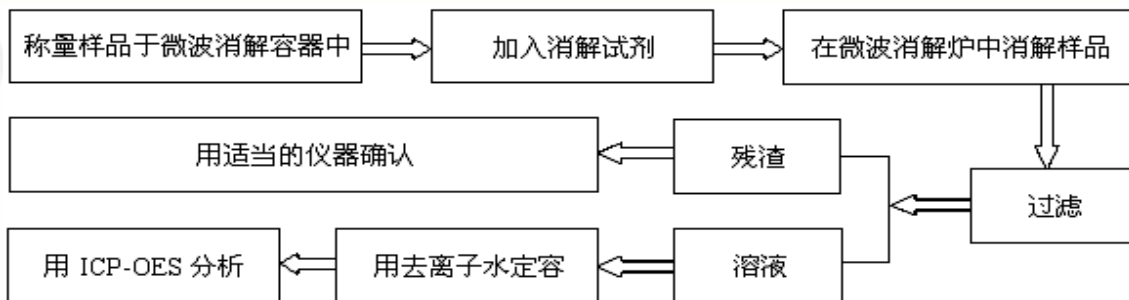 称量样品于微波消解容器中
加入消解试剂
在微波消解炉中消解样品
用适当的仪器确认
残渣
过滤
用 ICP-OES 分析
用去离子水定容
溶液